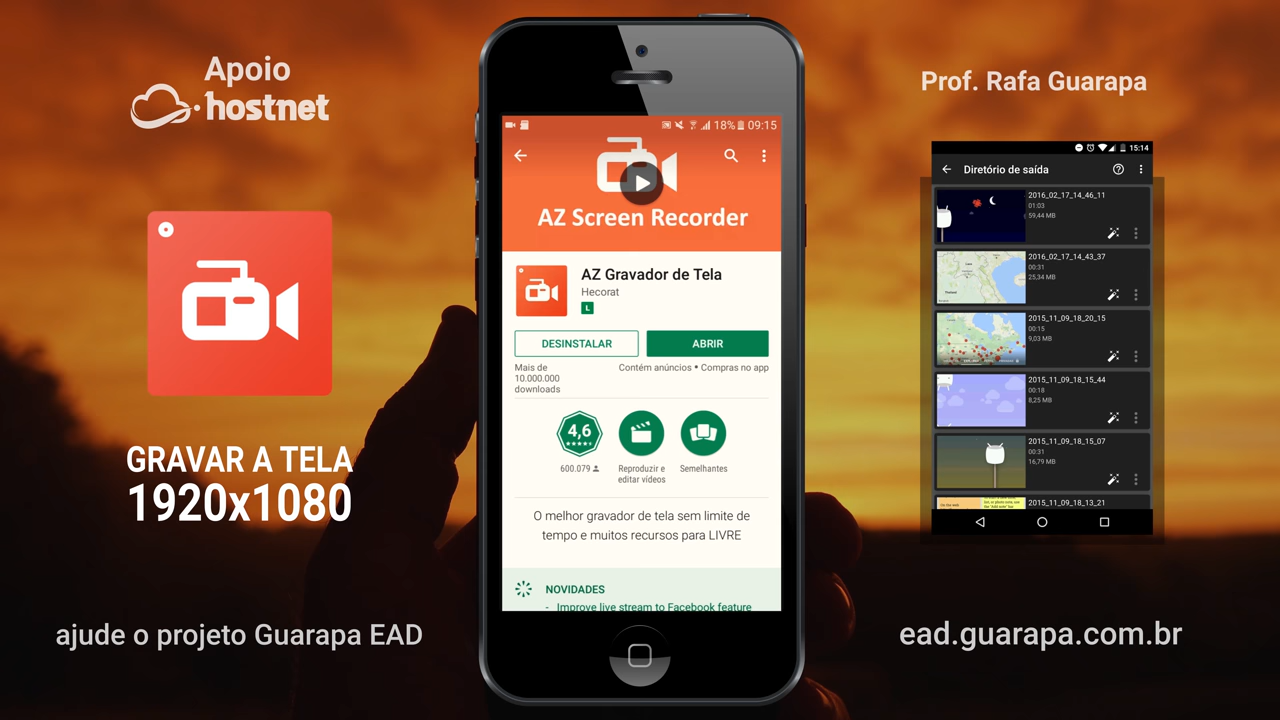 Apoio
hostnet
GRAVAR A TELA
1920x1080
ajude o projeto Guarapa EAD
18% 09:15
AZ Screen Recorder
AZ Gravador de Tela
Hecorat
L
DESINSTALAR
ABRIR
Mais de
10.000.000
downloads
Contém anúncios • Compras no app
4,6
600.079
Reproduzir e
editar vídeos
Semelhantes
O melhor gravador de tela sem limite de
tempo e muitos recursos para LIVRE
NOVIDADES
- Improve live stream to Facebook feature
Prof. Rafa Guarapa
15:14
Diretório de saída
2016_02_17_14_46_11
01:03
59,44 MB
2016_02_17_14_43_37
00:31
25,34 MB
2015_11_09_18_20_15
00:15
9,03 MB
2015_11_09_18_15_44
00:18
8,25 MB
2015_11_09_18_15_07
00:31
16,79 MB
2015_11_09_18_13_21
ead.guarapa.com.br